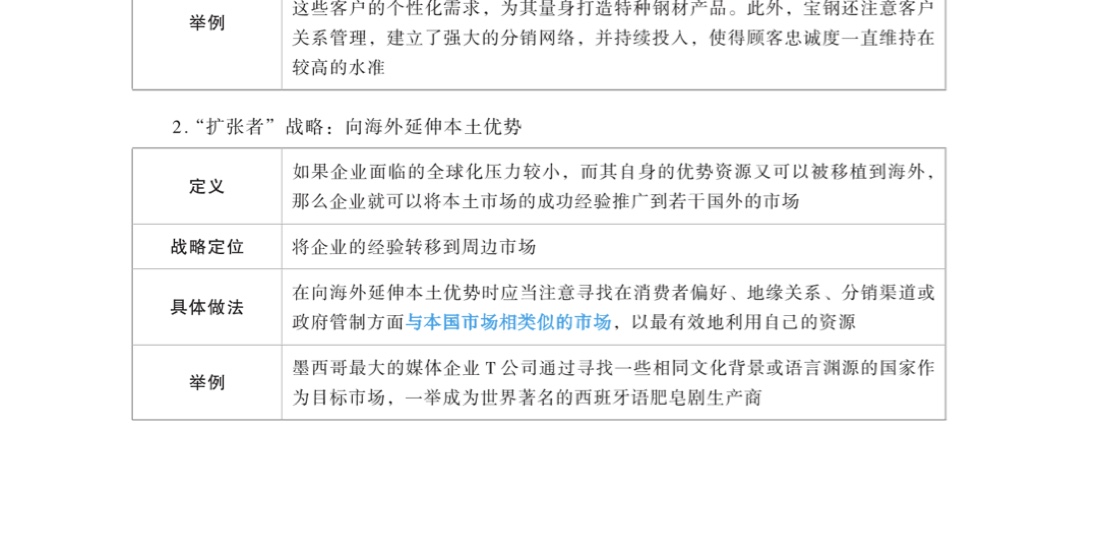 这些客户的个性化需求，为其量身打造特种钢材产品。此外，宝钢还注意客户
举例
关系管理，建立了强大的分销网络，并持续投入，使得顾客忠诚度一直维持在
较高的水准
2. “扩张者”战略：向海外延伸本土优势
定义
如果企业面临的全球化压力较小，而其自身的优势资源又可以被移植到海外，
那么企业就可以将本土市场的成功经验推广到若干国外的市场
战略定位
将企业的经验转移到周边市场
具体做法
在向海外延伸本土优势时应当注意寻找在消费者偏好、地缘关系、分销渠道或
政府管制方面与本国市场相类似的市场，以最有效地利用自己的资源
举例
墨西哥最大的媒体企业 T 公司通过寻找一些相同文化背景或语言渊源的国家作
为目标市场，一举成为世界著名的西班牙语肥皂剧生产商